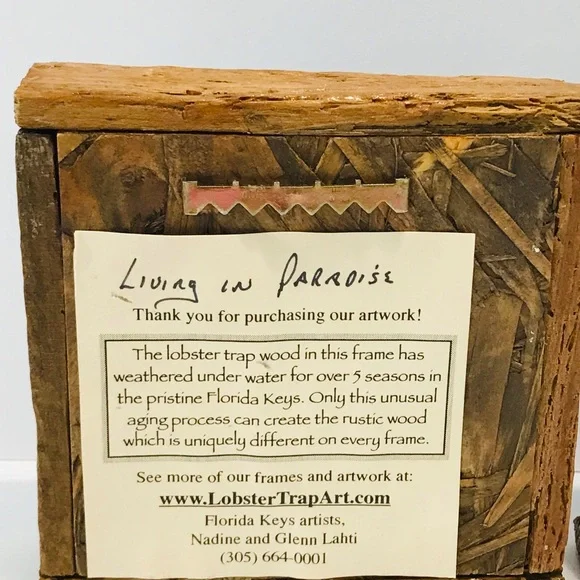 Living in Paradise
Thank you for purchasing our artwork!
The lobster trap wood in this frame has
weathered under water for over 5 seasons in
the pristine Florida Keys. Only this unusual
aging process can create the rustic wood
which is uniquely different on every frame.
See more of our frames and artwork at:
www.LobsterTrapArt.com
Florida Keys artists,
Nadine and Glenn Lahti
(305) 664-0001